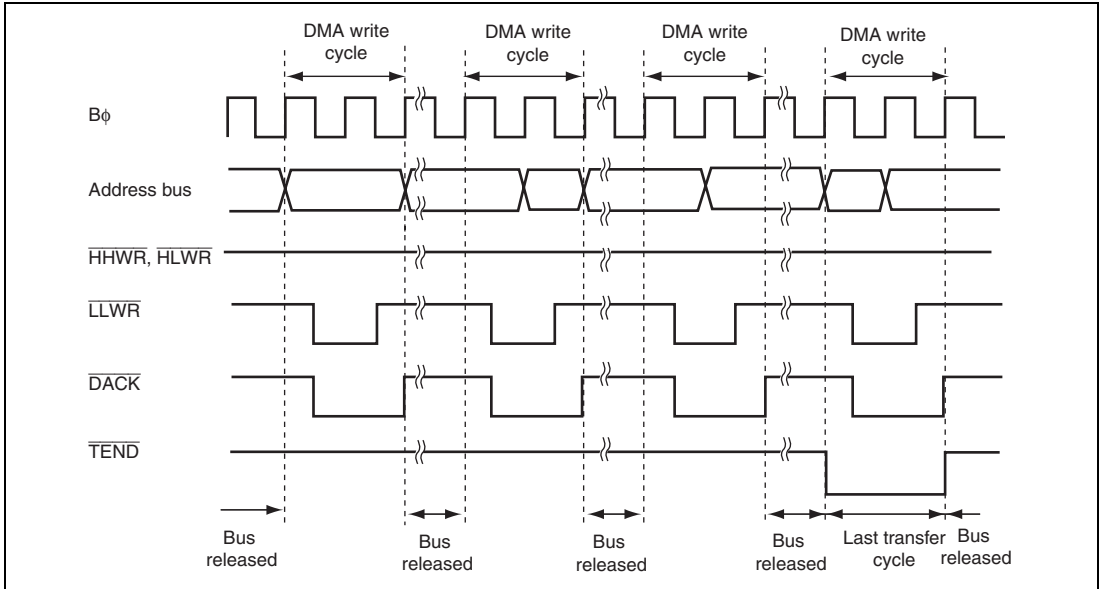 DMA write cycle
DMA write cycle
DMA write cycle
DMA write cycle
Bϕ
Address bus
HHWR, HLWR
LLWR
DACK
TEND
Bus released
Bus released
Bus released
Bus released
Last transfer cycle
Bus released